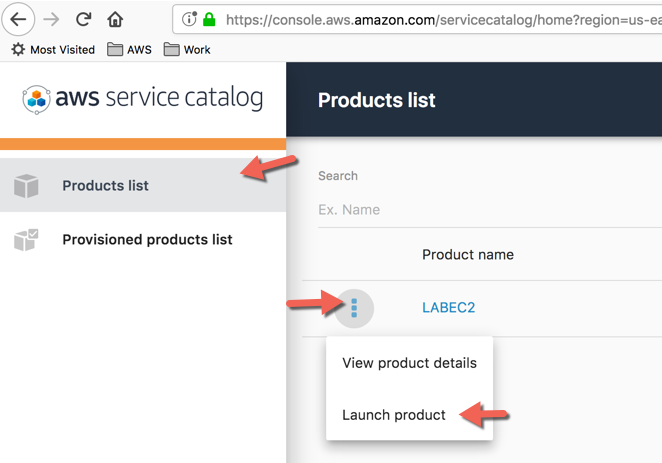 https://console.aws.amazon.com/servicecatalog/home?region=us-ea
Most Visited AWS Work
aws service catalog
Products list
Products list
Provisioned products list
Search
Ex. Name
Product name
LABEC2
View product details
Launch product